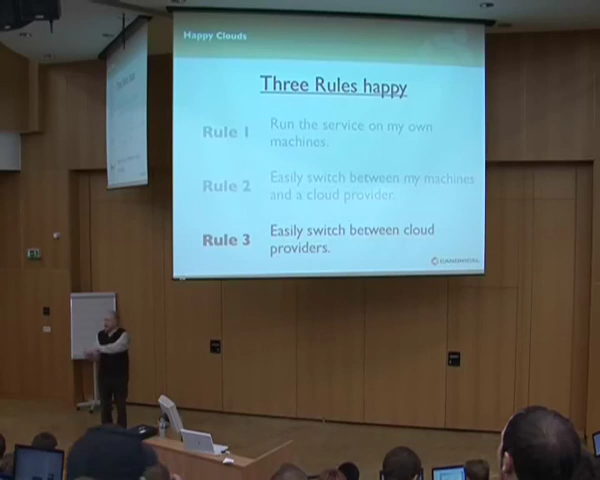 Happy Clouds
Three Rules happy
Rule 1
Run the service on my own
machines.
Rule 2
Easily switch between my machines
and a cloud provider.
Rule 3
Easily switch between cloud
providers.
CANONICAL